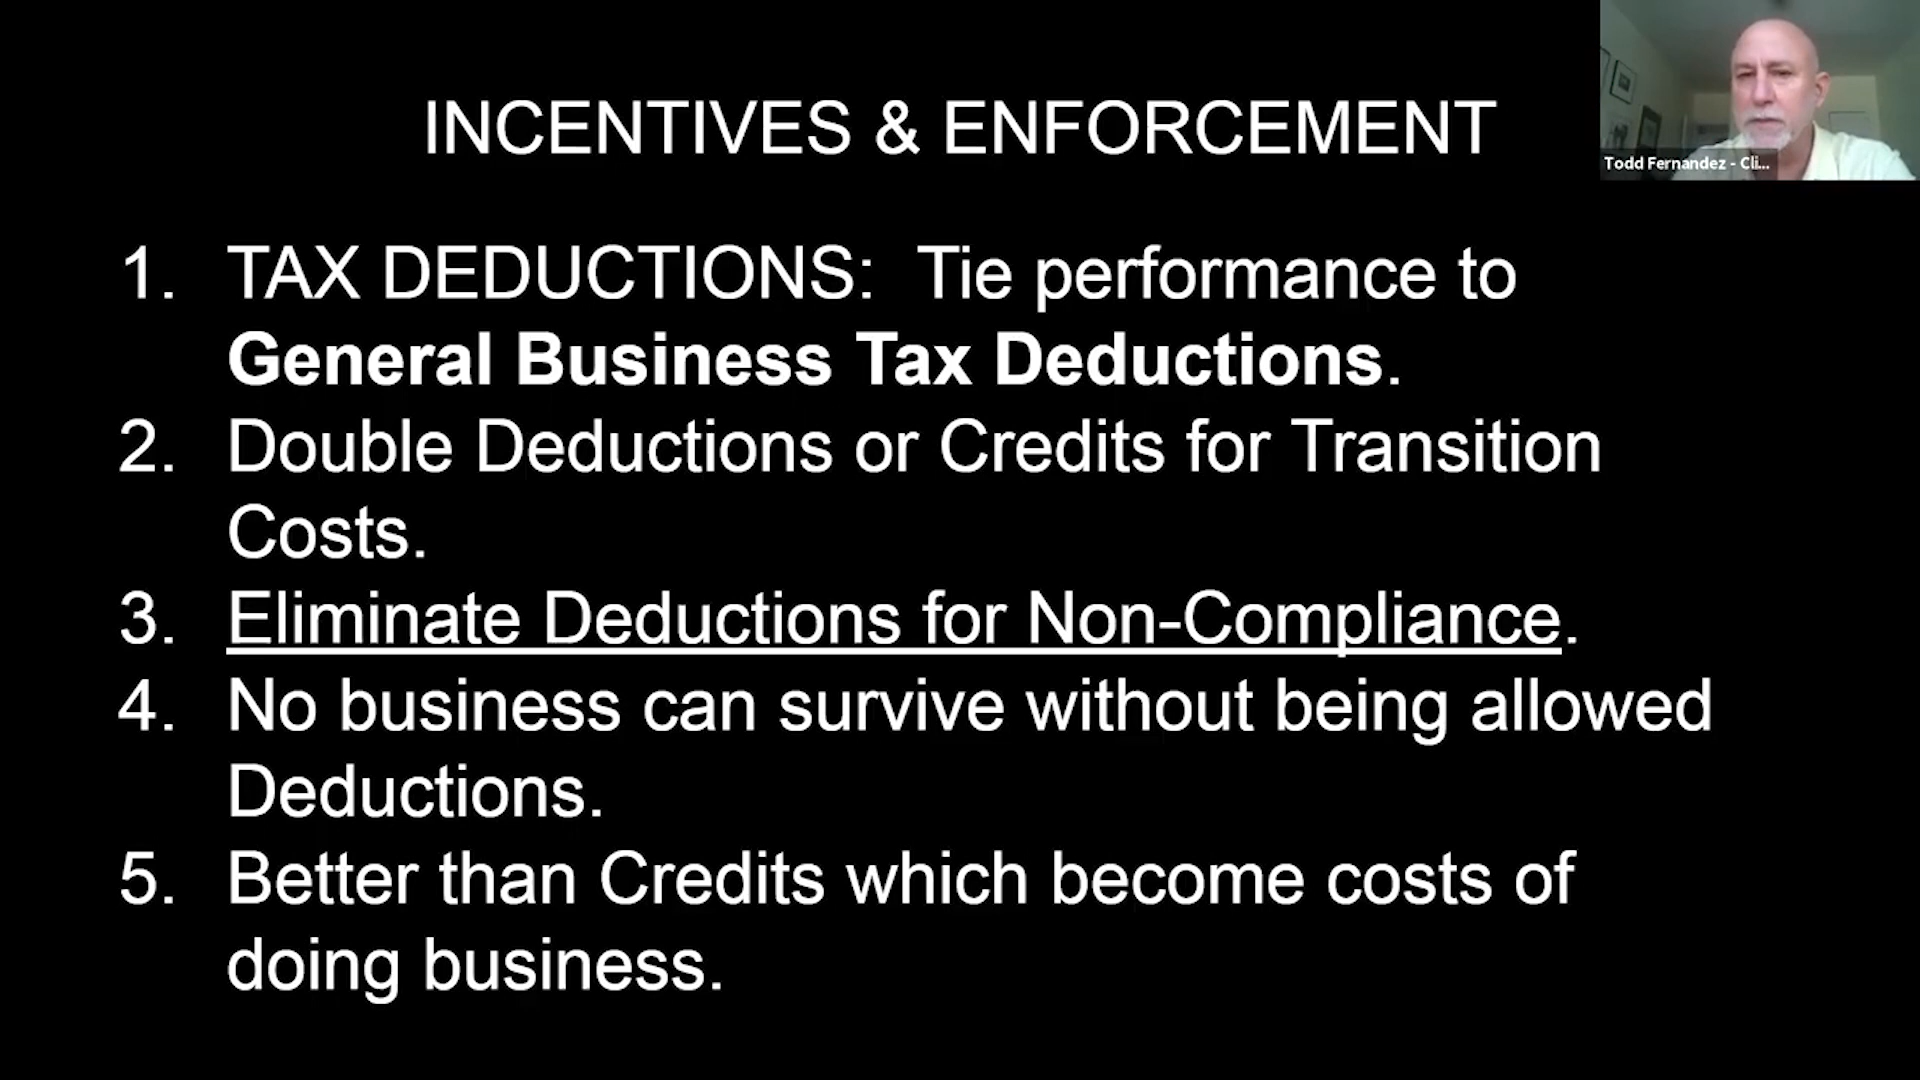 INCENTIVES & ENFORCEMENT
Todd Fernandez - Cli...
1. TAX DEDUCTIONS: Tie performance to
General Business Tax Deductions.
2. Double Deductions or Credits for Transition
Costs.
3. Eliminate Deductions for Non-Compliance.
4. No business can survive without being allowed
Deductions.
5. Better than Credits which become costs of
doing business.